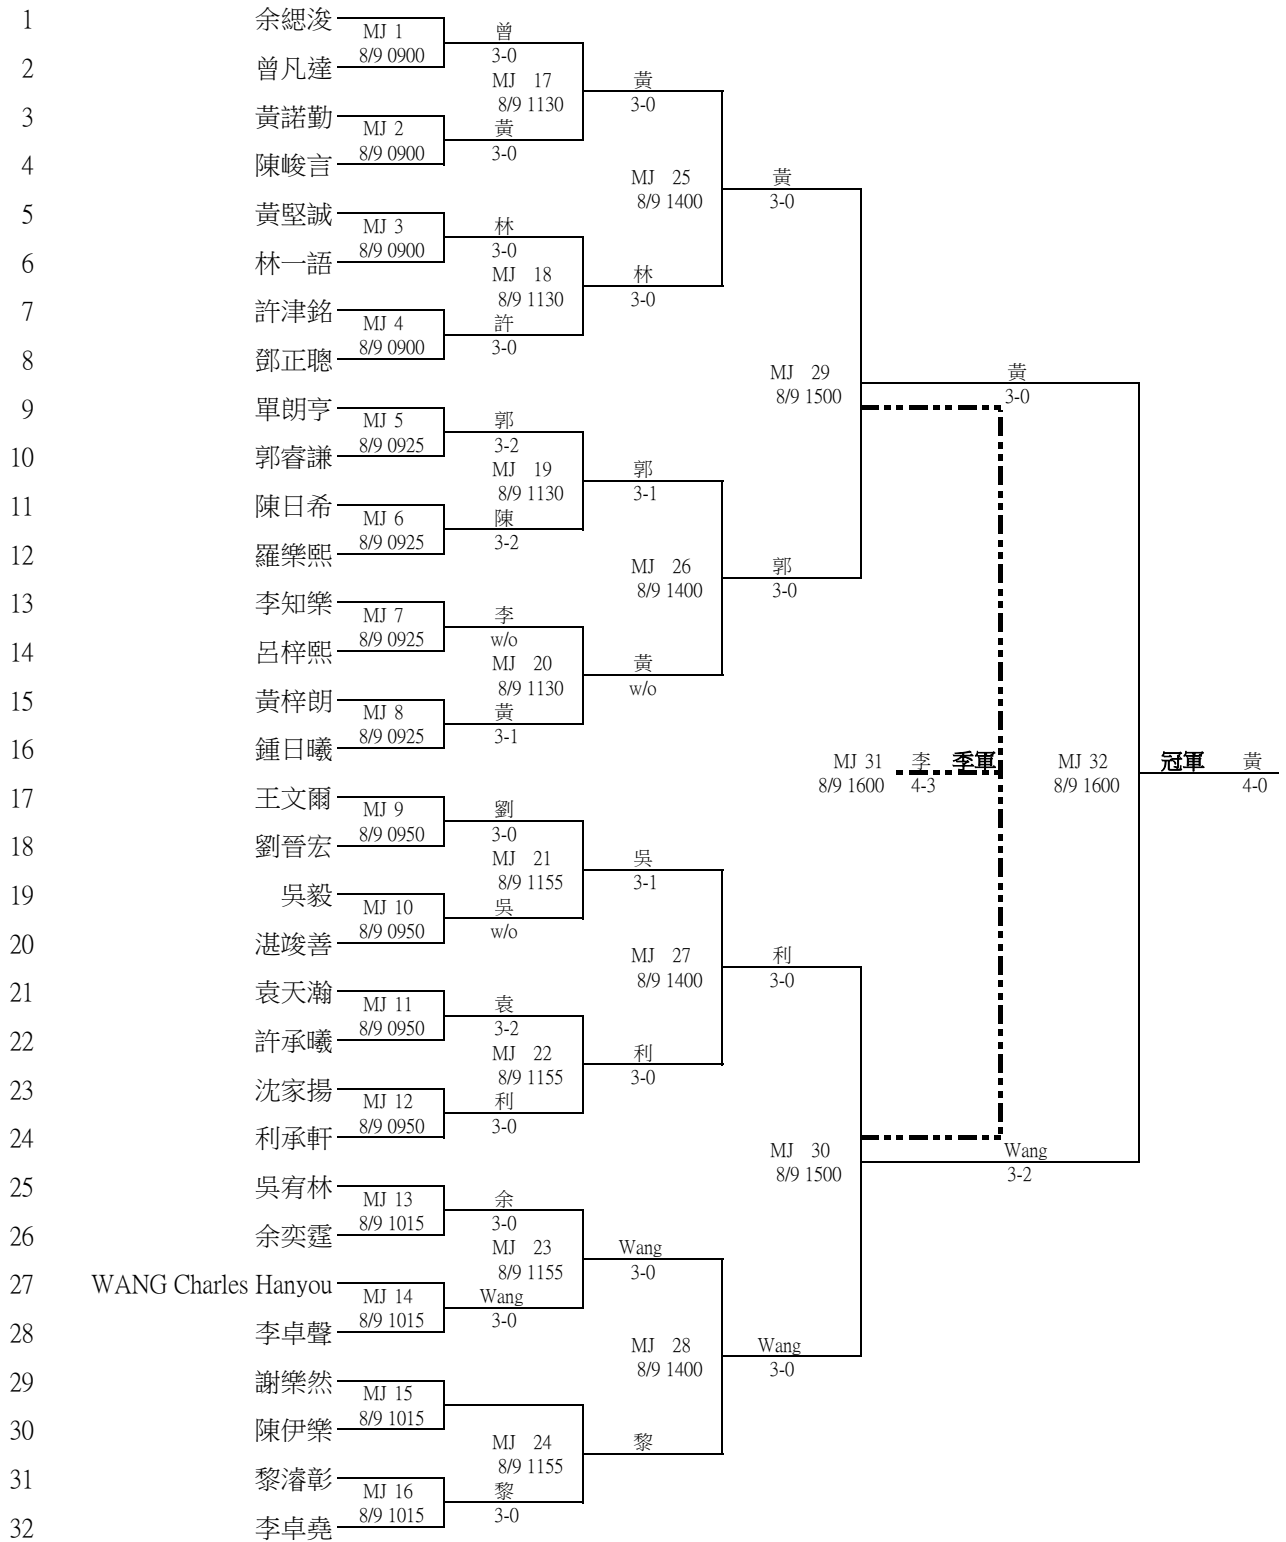 1 余緦浚
MJ 1 曾
8/9 0900 3-0
2 曾凡達
MJ 17 黃
8/9 1130 3-0
3 黃諾勤
MJ 2 黃
8/9 0900 3-0
4 陳峻言
MJ 25 黃
8/9 1400 3-0
5 黃堅誠
MJ 3 林
8/9 0900 3-0
6 林一語
MJ 18 林
8/9 1130 3-0
7 許津銘
MJ 4 許
8/9 0900 3-0
8 鄧正聰
MJ 29 黃
8/9 1500 3-0
9 單朗亨
MJ 5 郭
8/9 0925 3-2
10 郭睿謙
MJ 19 郭
8/9 1130 3-1
11 陳日希
MJ 6 陳
8/9 0925 3-2
12 羅樂熙
MJ 26 郭
8/9 1400 3-0
13 李知樂
MJ 7 李
8/9 0925 w/o
14 呂梓熙
MJ 20 黃
8/9 1130 w/o
15 黃梓朗
MJ 8 黃
8/9 0925 3-1
16 鍾日曦
MJ 31 李 季軍 MJ 32 冠軍 黃
8/9 1600 4-3 8/9 1600 4-0
17 王文爾
MJ 9 劉
8/9 0950 3-0
18 劉晉宏
MJ 21 吳
8/9 1155 3-1
19 吳毅
MJ 10 吳
8/9 0950 w/o
20 湛竣善
MJ 27 利
8/9 1400 3-0
21 袁天瀚
MJ 11 袁
8/9 0950 3-2
22 許承曦
MJ 22 利
8/9 1155 3-0
23 沈家揚
MJ 12 利
8/9 0950 3-0
24 利承軒
MJ 30 Wang
8/9 1500 3-2
25 吳宥林
MJ 13 余
8/9 1015 3-0
26 余奕霆
MJ 23 Wang
8/9 1155 3-0
27 WANG Charles Hanyou
MJ 14 Wang
8/9 1015 3-0
28 李卓聲
MJ 28 Wang
8/9 1400 3-0
29 謝樂然
MJ 15
8/9 1015
30 陳伊樂
MJ 24 黎
8/9 1155
31 黎濬彰
MJ 16 黎
8/9 1015 3-0
32 李卓堯